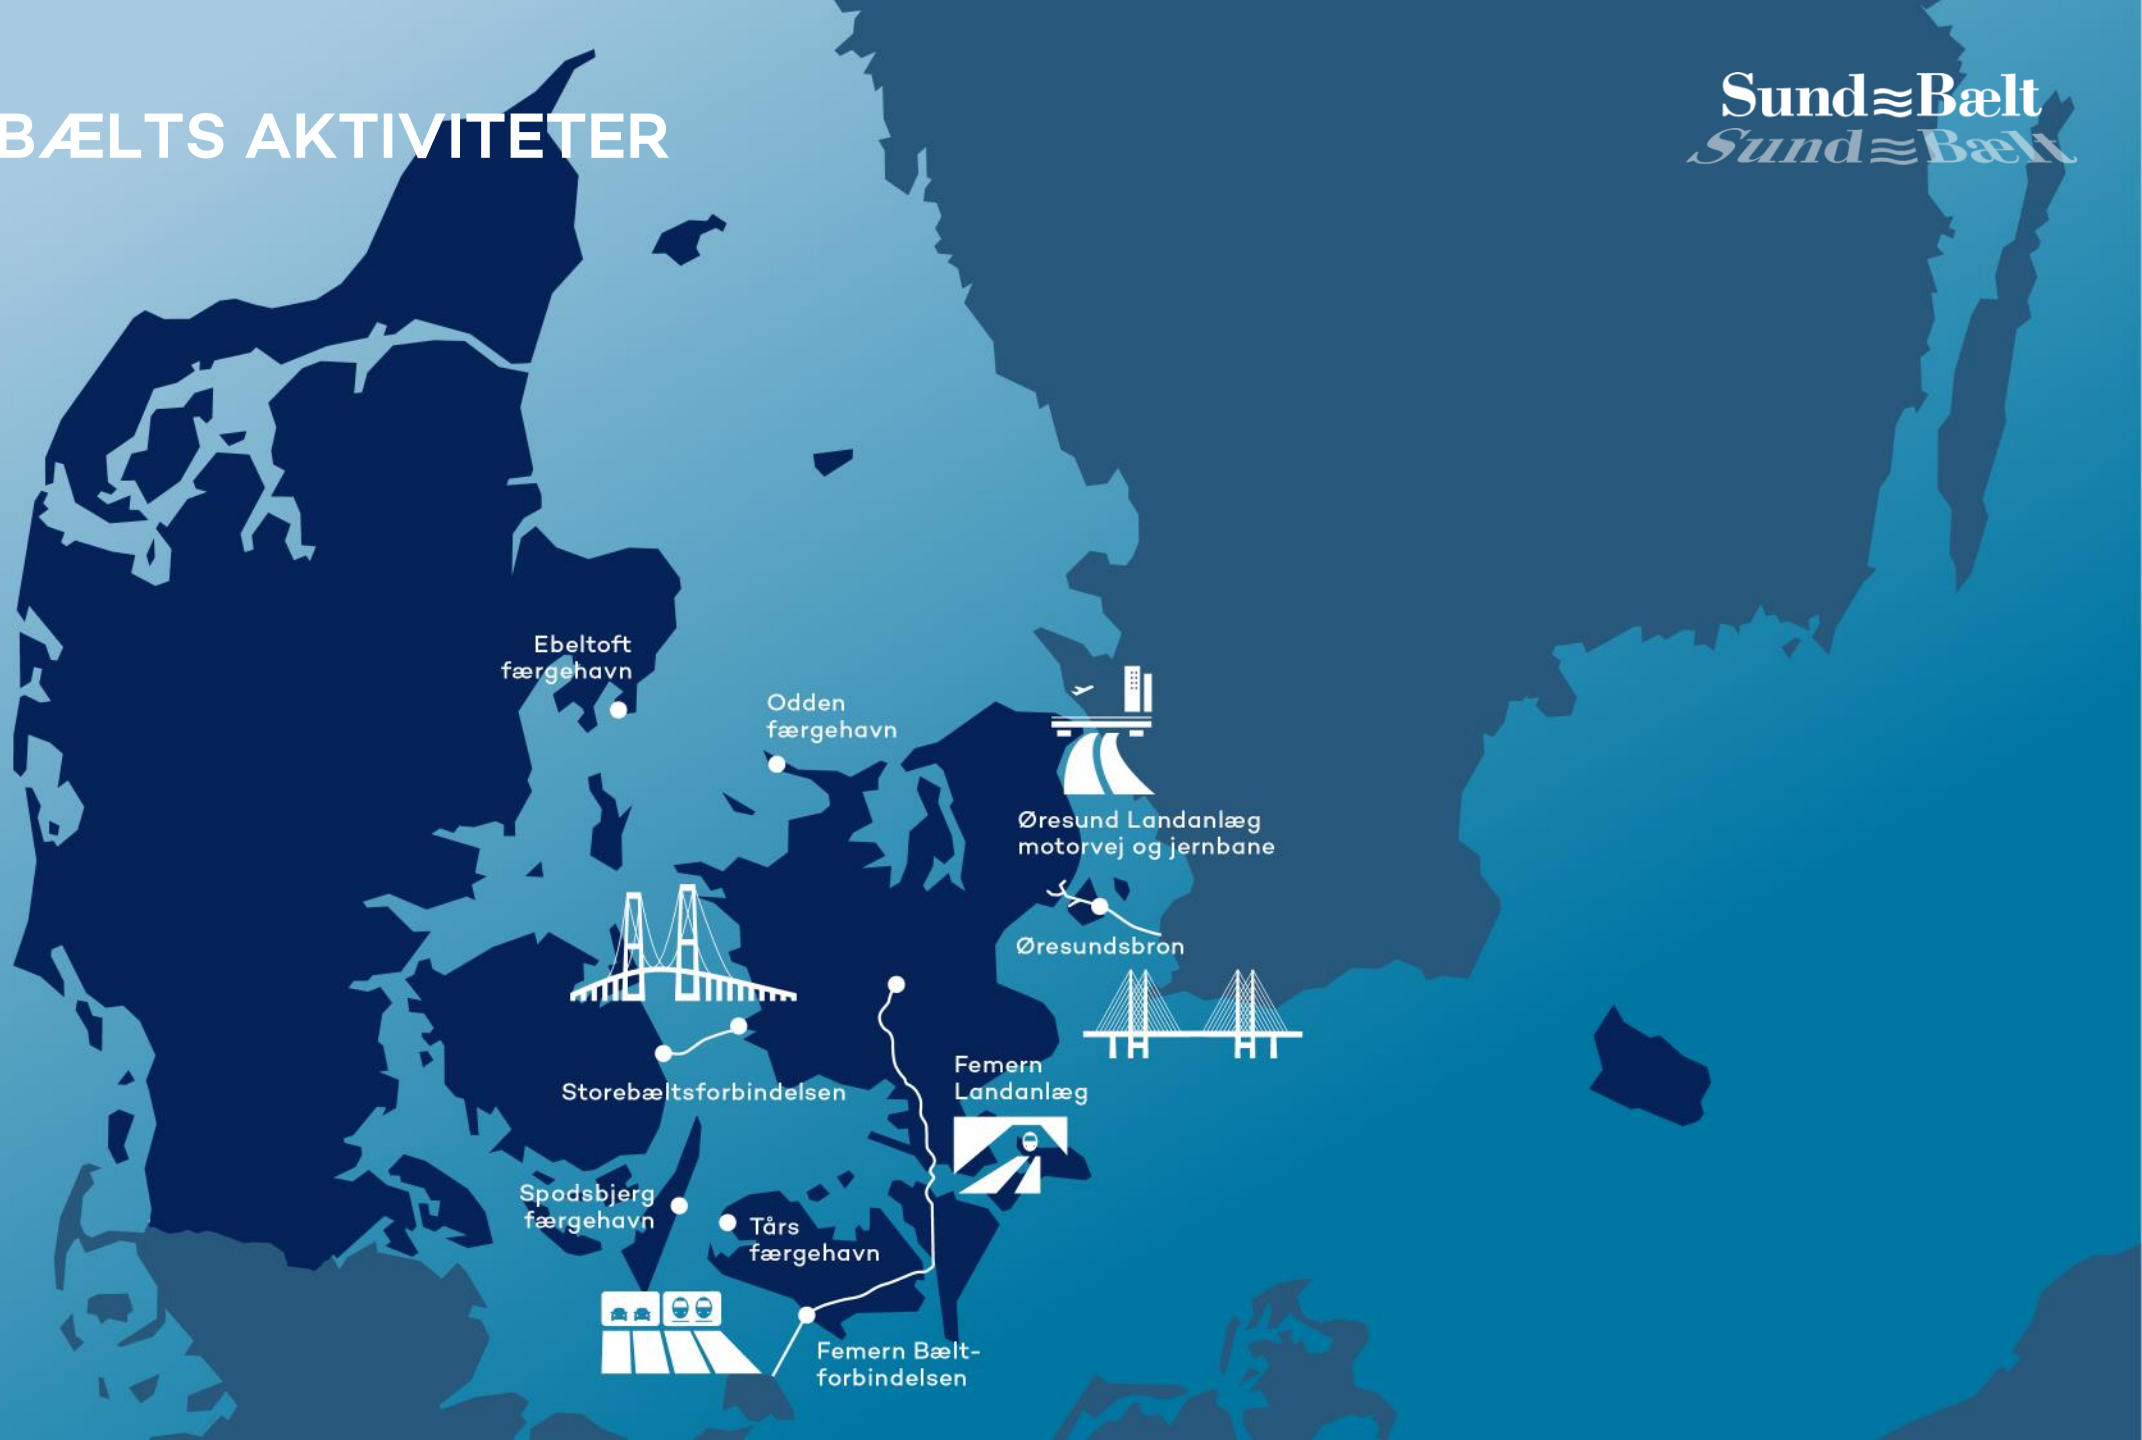 BÆLTS AKTIVITETER
Sund Bælt
Sund Bælt
Ebeltoft
færgehavn
Odden
færgehavn
Øresund Landanlæg
motorvej og jernbane
Øresundsbron
Femern
Landanlæg
Storebæltsforbindelsen
Spodsbjerg
færgehavn
Tårs
færgehavn
Femern Bælt-
forbindelsen